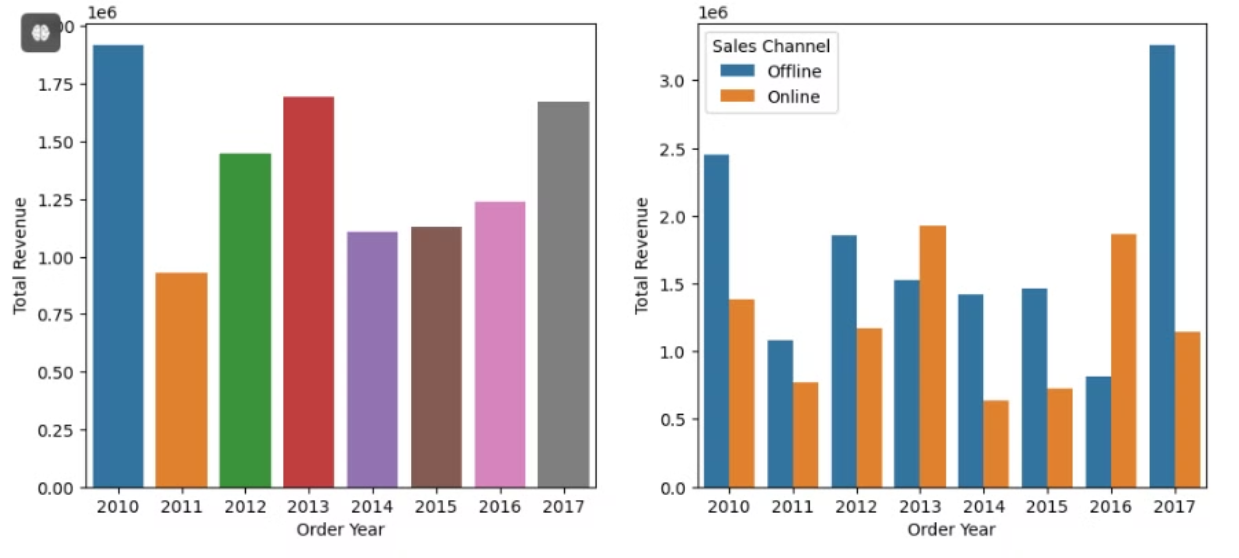 1e6
1.75
1.50
1.25
1.00
0.75
0.50
0.25
0.00
Total Revenue
2010 2011 2012 2013 2014 2015 2016 2017
Order Year
1e6
Sales Channel
Offline
Online
3.0
2.5
2.0
1.5
1.0
0.5
0.0
Total Revenue
2010 2011 2012 2013 2014 2015 2016 2017
Order Year